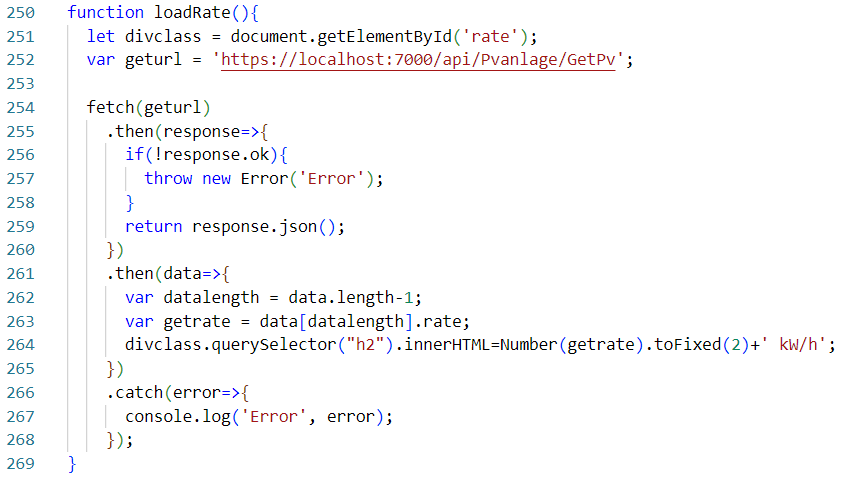 250 function loadRate(){
251 let divclass = document.getElementById('rate');
252 var geturl = 'https://localhost:7000/api/Pvanlage/GetPv';
253
254 fetch(geturl)
255 .then(response=>{
256 if(!response.ok){
257 throw new Error('Error');
258 }
259 return response.json();
260 })
261 .then(data=>{
262 var datalength = data.length-1;
263 var getrate = data[datalength].rate;
264 divclass.querySelector("h2").innerHTML=Number(getrate).toFixed(2)+' kW/h';
265 })
266 .catch(error=>{
267 console.log('Error', error);
268 });
269 }